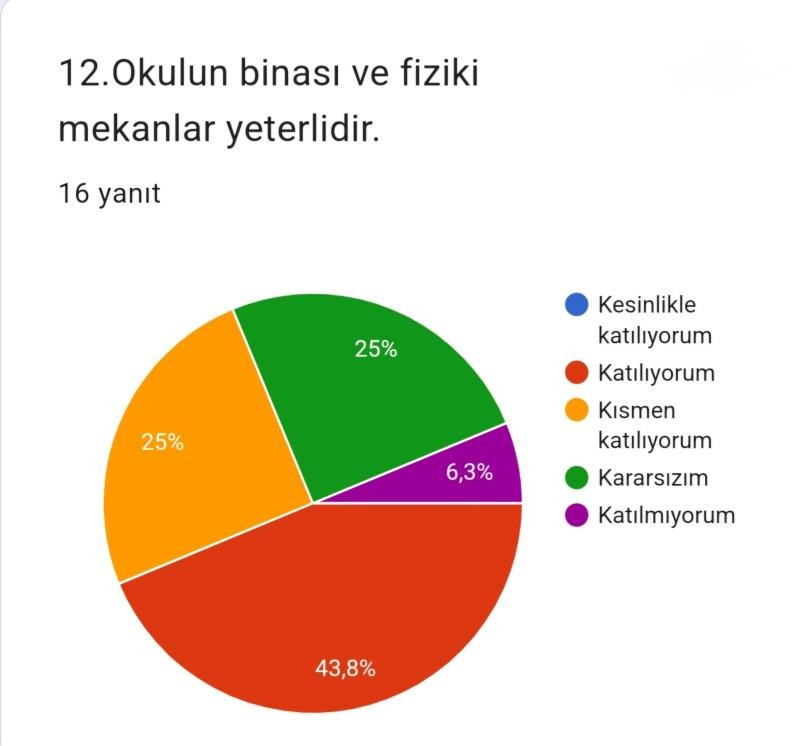 12.Okulun binası ve fiziki
mekanlar yeterlidir.
16 yanıt
25%
25%
6,3%
43,8%
Kesinlikle
katılıyorum
Katılıyorum
Kısmen
katılıyorum
Kararsızım
Katılmıyorum